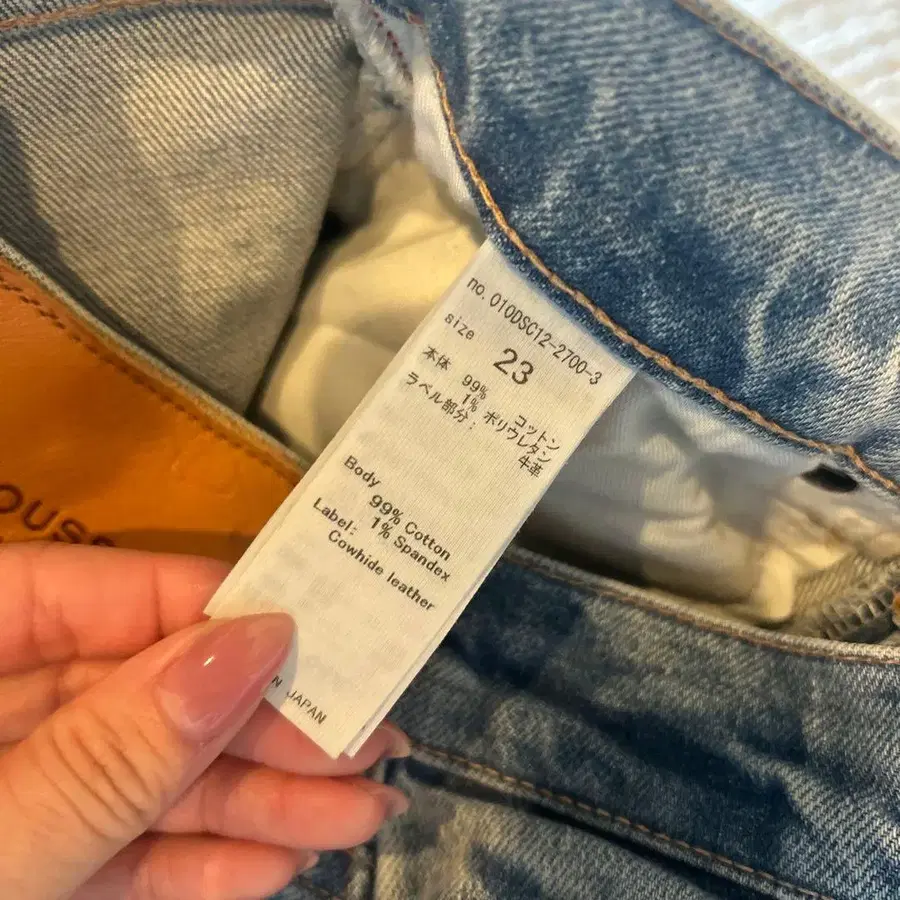 no. 010DSC12-2700-3
size 23
本体 99% コットン
1% ポリウレタン
ラベル部分: 牛革
Body
99% Cotton
1% Spandex
Label:
Cowhide leather
JAPAN